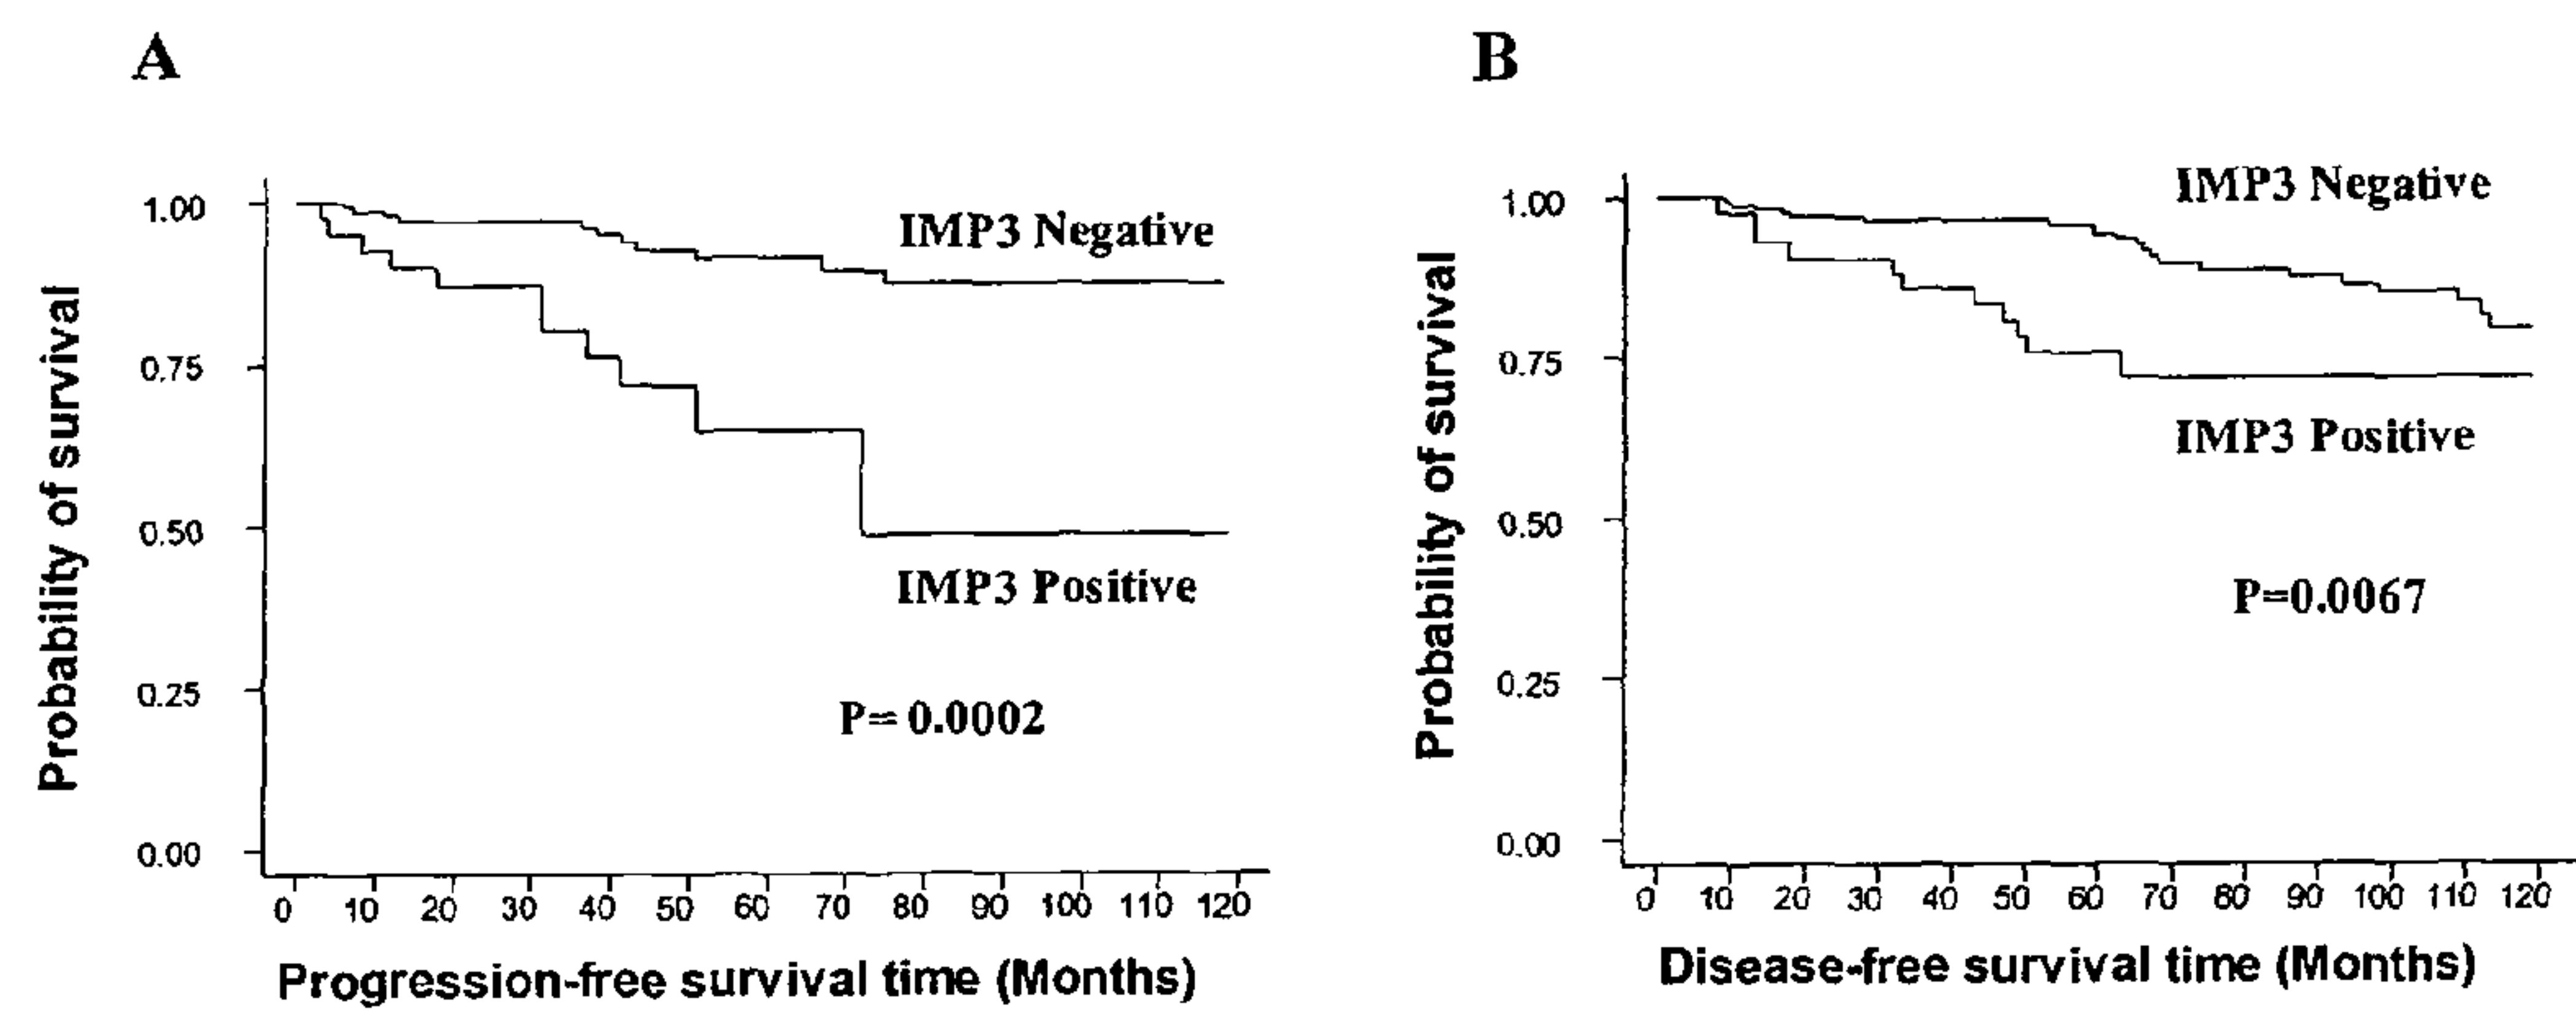 A
Probability of survival
1.00
0.75
0.50
0.25
0.00
IMP3 Negative
IMP3 Positive
P= 0.0002
0 10 20 30 40 50 60 70 80 90 100 110 120
Progression-free survival time (Months)
B
Probability of survival
1.00
0.75
0.50
0.25
0.00
IMP3 Negative
IMP3 Positive
P=0.0067
0 10 20 30 40 50 60 70 80 90 100 110 120
Disease-free survival time (Months)